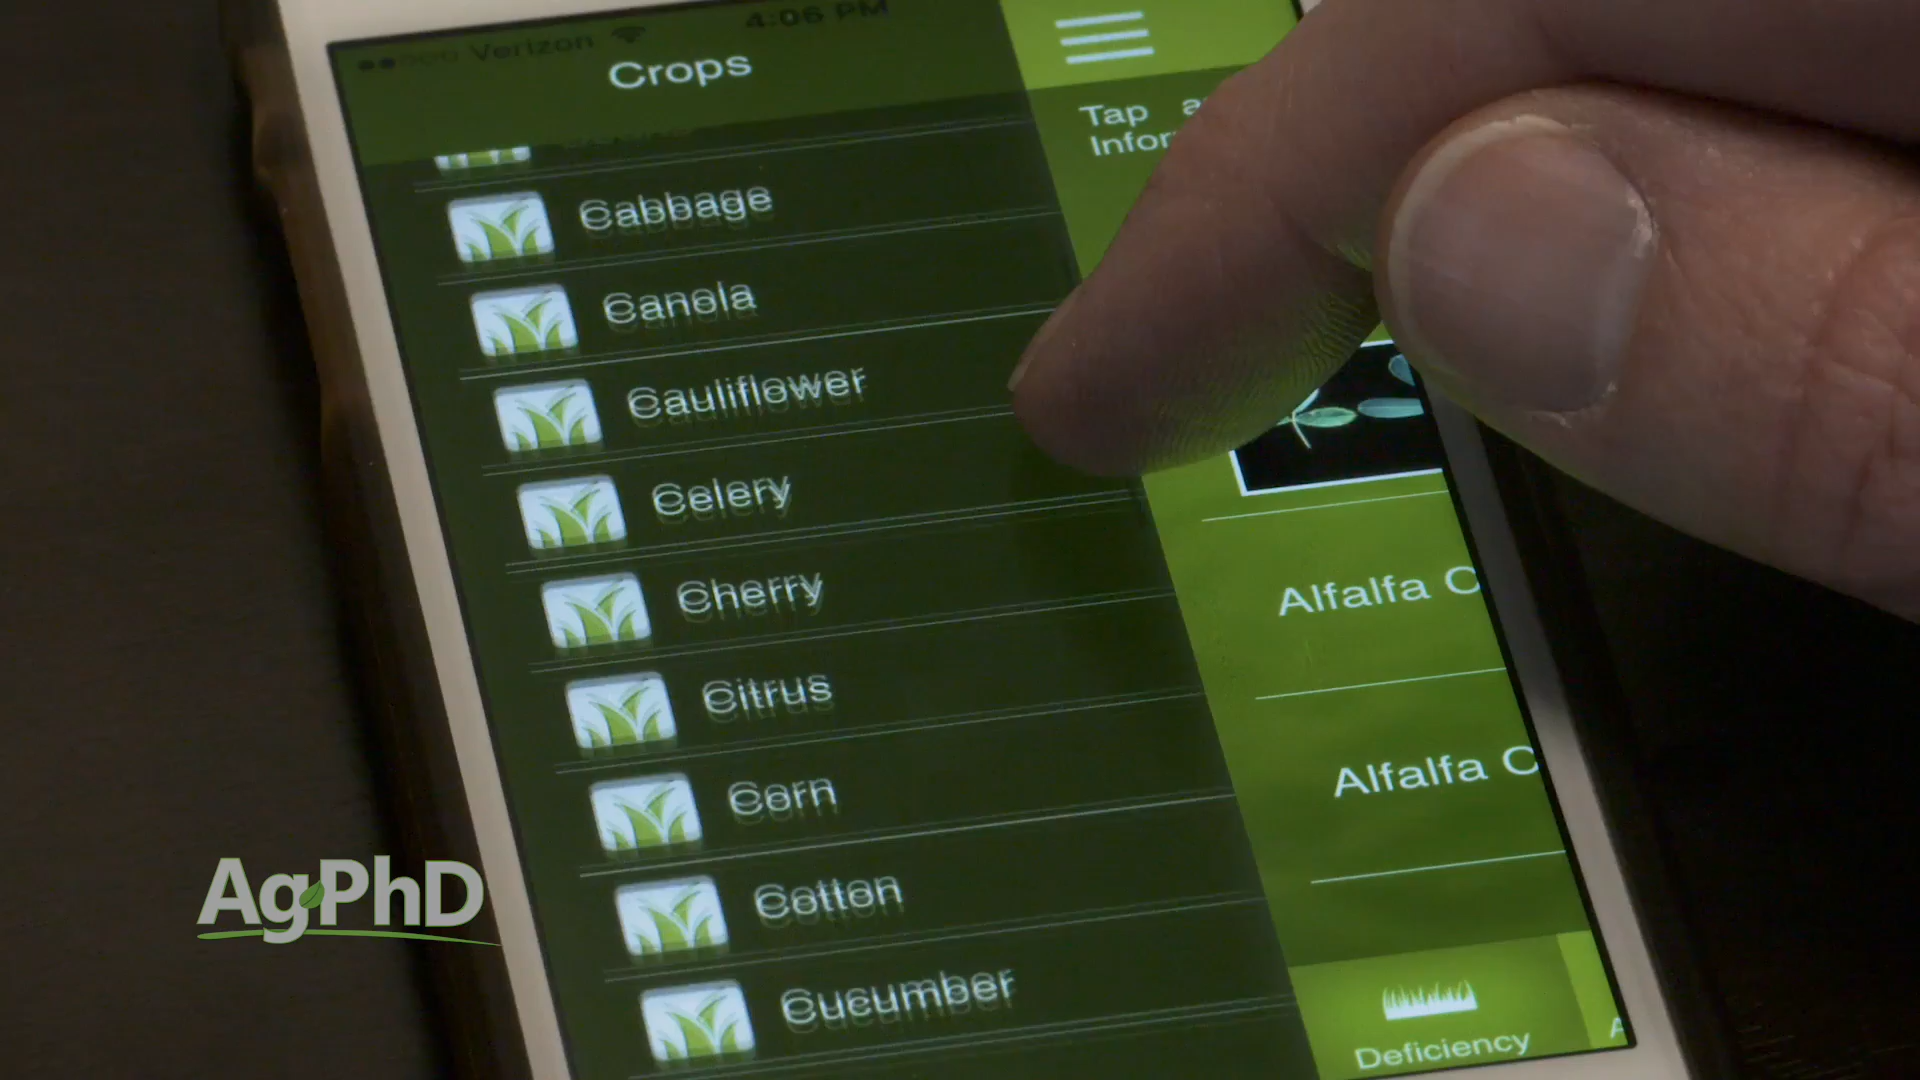 Verizon 4:06 PM
Crops
Tap
Cabbage
Canola
Cauliflower
Celery
Cherry
Citrus
Corn
Cotton
Cucumber
Alfalfa C
Alfalfa C
Deficiency
AgPhD